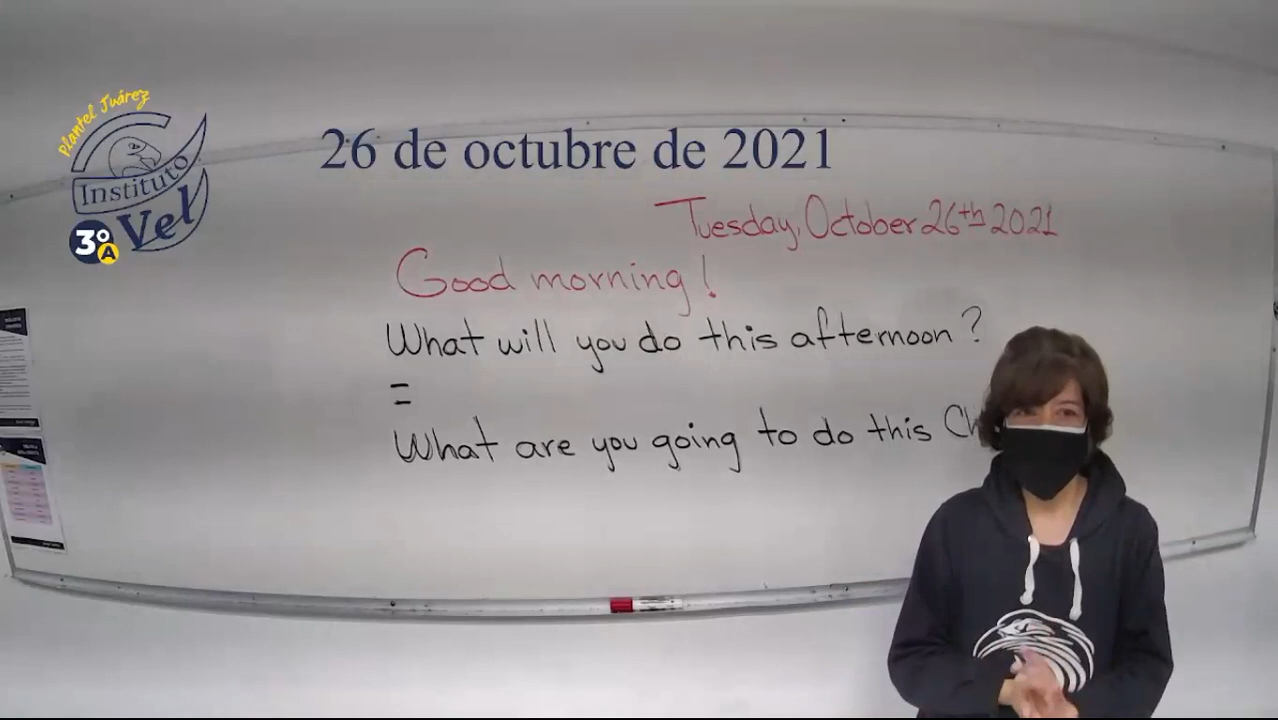 Plantel Juárez
Instituto
Vel
3º
A
26 de octubre de 2021
Tuesday, October 26th 2021
Good morning!
What will you do this afternoon?
=
What are you going to do this